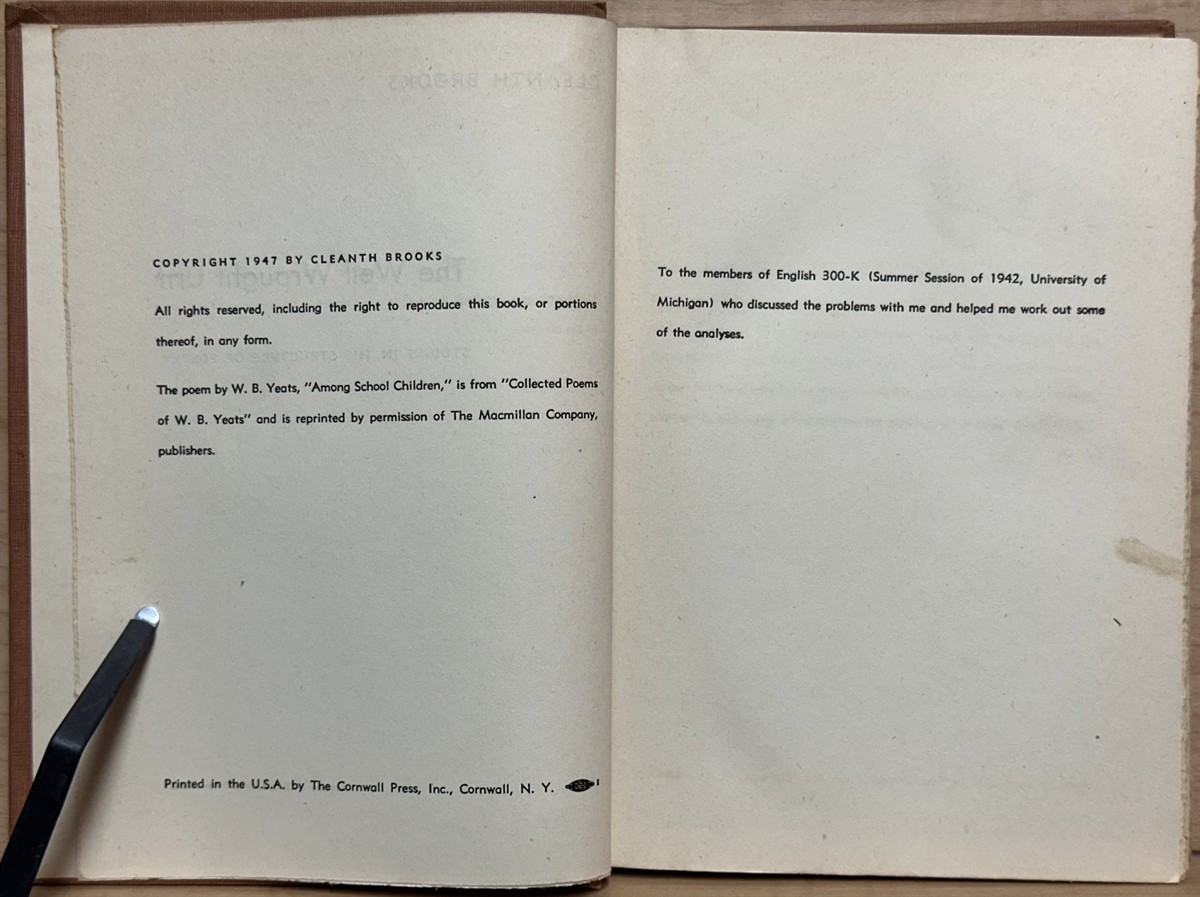 COPYRIGHT 1947 BY CLEANTH BROOKS
All rights reserved, including the right to reproduce this book, or portions
thereof, in any form.
The poem by W. B. Yeats, "Among School Children," is from "Collected Poems
of W. B. Yeats" and is reprinted by permission of The Macmillan Company,
publishers.
Printed in the U.S.A. by The Cornwall Press, Inc., Cornwall, N. Y.
To the members of English 300-K (Summer Session of 1942, University of
Michigan) who discussed the problems with me and helped me work out some
of the analyses.